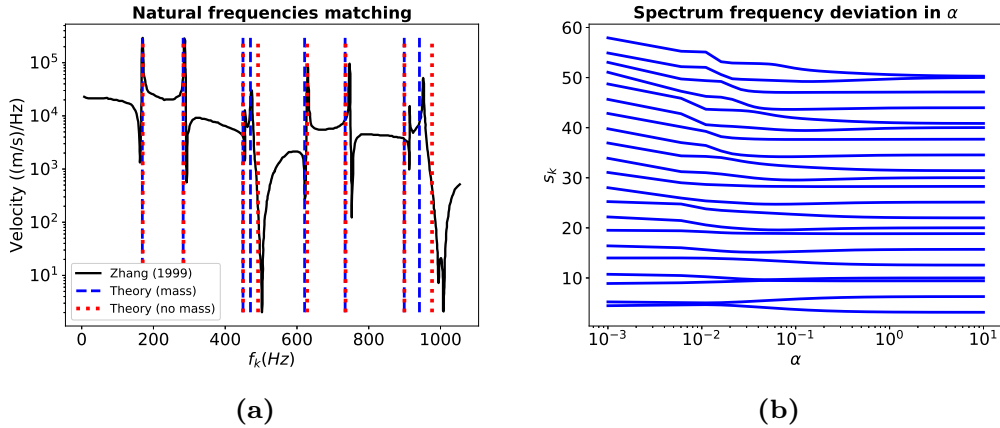 Natural frequencies matching
Velocity ((m/s)/Hz)
10^5
10^4
10^3
10^2
10^1
Zhang (1999)
Theory (mass)
Theory (no mass)
0 200 400 600 800 1000
f_k(Hz)
(a)
Spectrum frequency deviation in α
s_k
60
50
40
30
20
10
10^−3 10^−2 10^−1 10^0 10^1
α
(b)